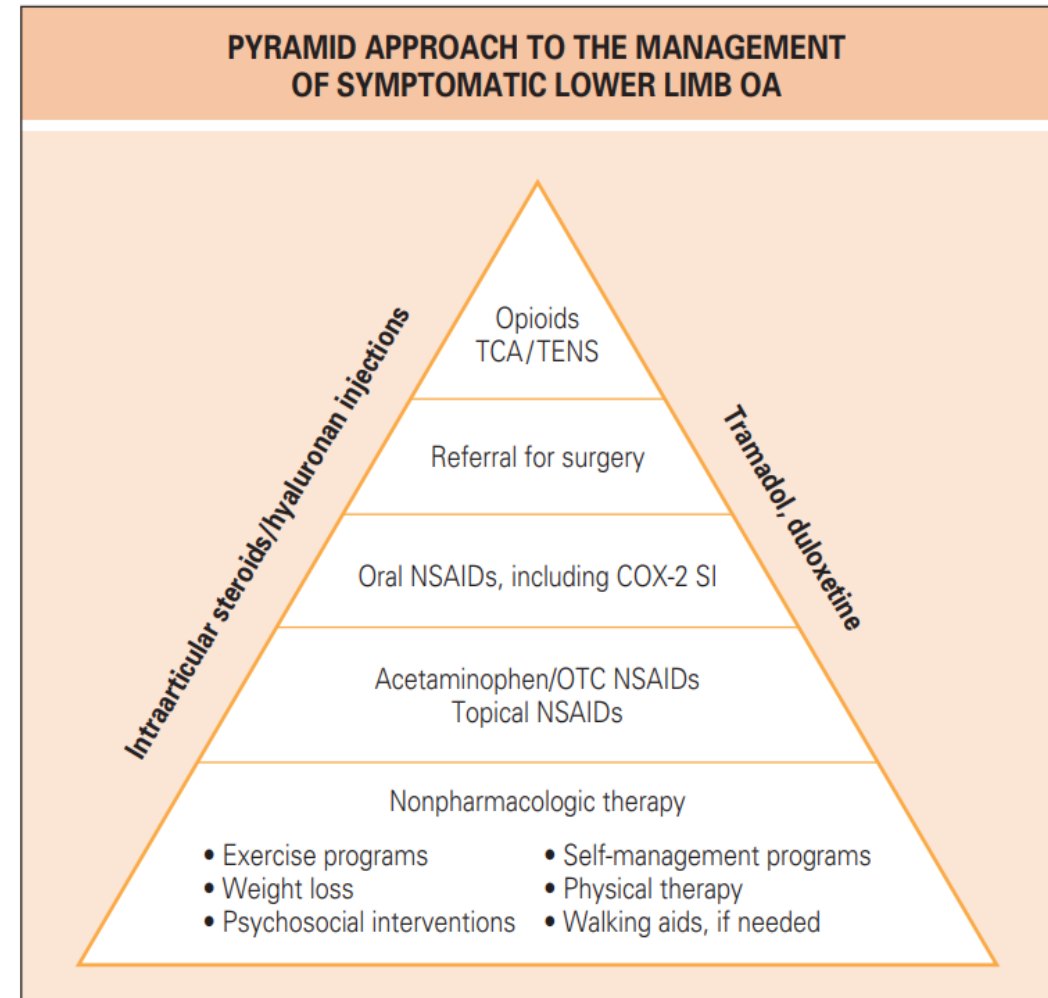 PYRAMID APPROACH TO THE MANAGEMENT
OF SYMPTOMATIC LOWER LIMB OA
Opioids
TCA/TENS
Referral for surgery
Oral NSAIDs, including COX-2 SI
Acetaminophen/OTC NSAIDs
Topical NSAIDs
Nonpharmacologic therapy
• Exercise programs
• Weight loss
• Psychosocial interventions
• Self-management programs
• Physical therapy
• Walking aids, if needed
Intraarticular steroids/hyaluronan injections
Tramadol, duloxetine